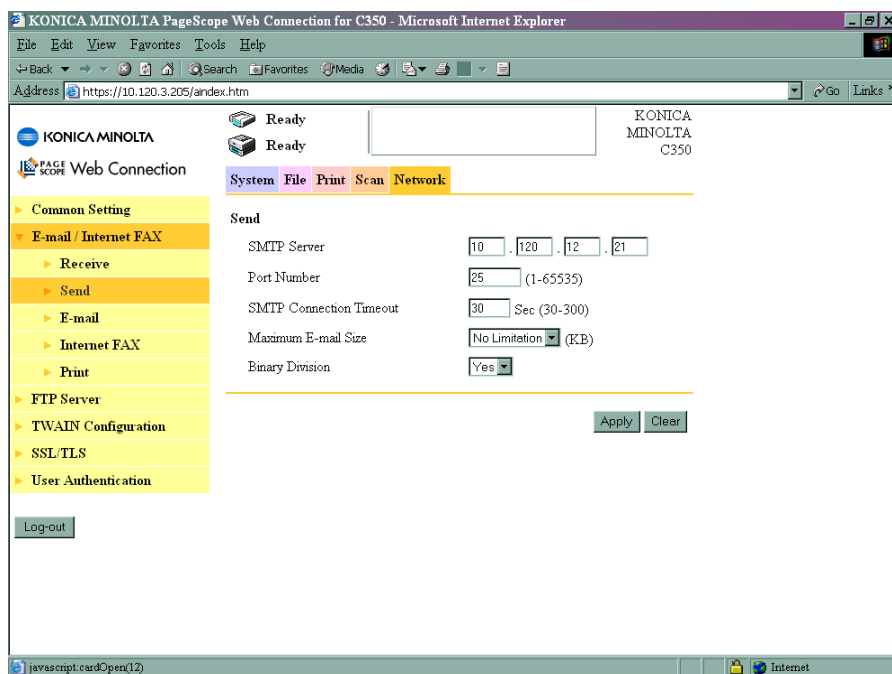 KONICA MINOLTA PageScope Web Connection for C350 - Microsoft Internet Explorer
File Edit View Favorites Tools Help
Back Search Favorites Media
Address https://10.120.3.205/aindex.htm Go Links »
KONICA MINOLTA
PAGE SCOPE Web Connection
Ready
Ready
KONICA
MINOLTA
C350
System File Print Scan Network
Common Setting
E-mail / Internet FAX
Receive
Send
E-mail
Internet FAX
Print
FTP Server
TWAIN Configuration
SSL/TLS
User Authentication
Log-out
Send
SMTP Server 10 . 120 . 12 . 21
Port Number 25 (1-65535)
SMTP Connection Timeout 30 Sec (30-300)
Maximum E-mail Size No Limitation (KB)
Binary Division Yes
Apply Clear
javascript:cardOpen(12) Internet